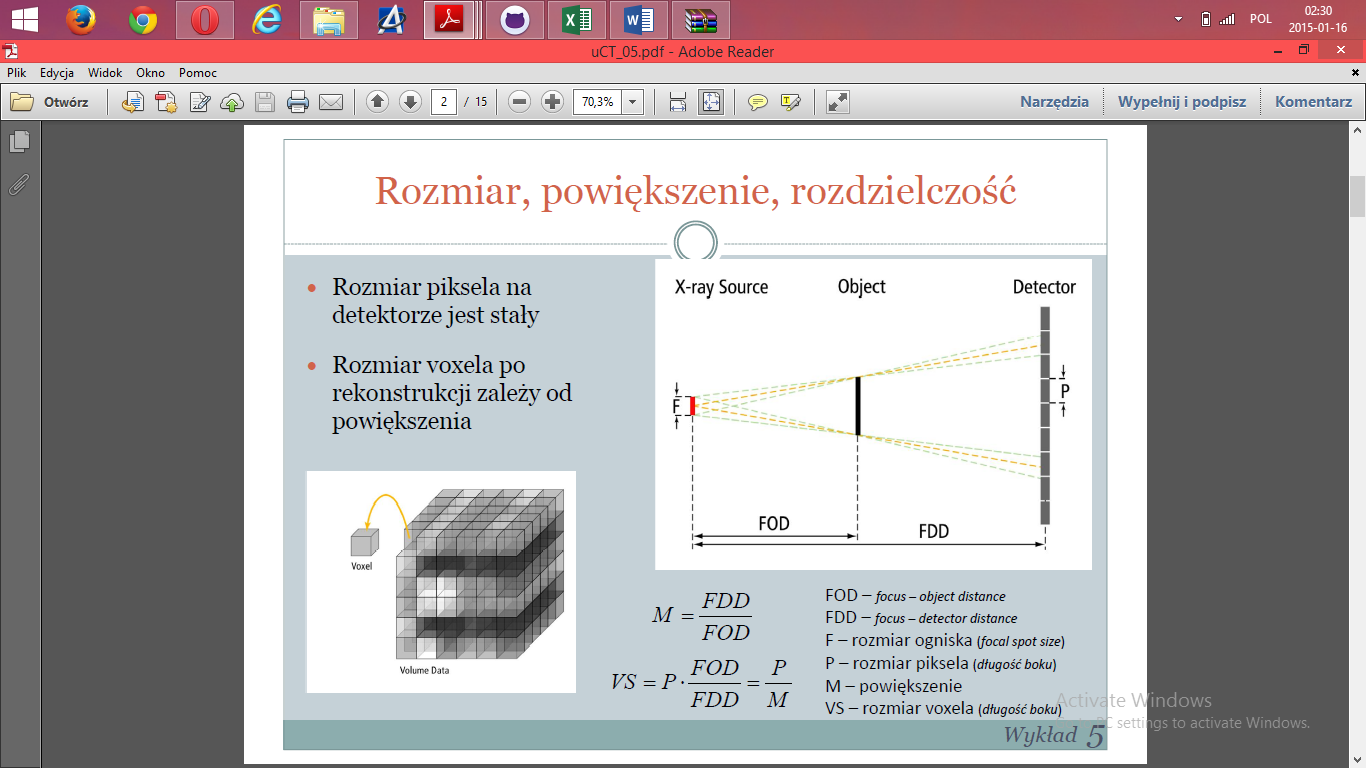 POL
02:30
2015-01-16
uCT_05.pdf - Adobe Reader
Plik Edycja Widok Okno Pomoc
Otwórz
2 / 15
70,3%
Narzędzia Wypełnij i podpisz Komentarz
Rozmiar, powiększenie, rozdzielczość
• Rozmiar piksela na
detektorze jest stały
• Rozmiar voxela po
rekonstrukcji zależy od
powiększenia
Voxel
Volume Data
X-ray Source Object Detector
F
P
FOD
FDD
M = FDD / FOD
VS = P · FOD / FDD = P / M
FOD – focus – object distance
FDD – focus – detector distance
F – rozmiar ogniska (focal spot size)
P – rozmiar piksela (długość boku)
M – powiększenie
VS – rozmiar voxela (długość boku)
Activate Windows
PC settings to activate Windows.
Wykład 5